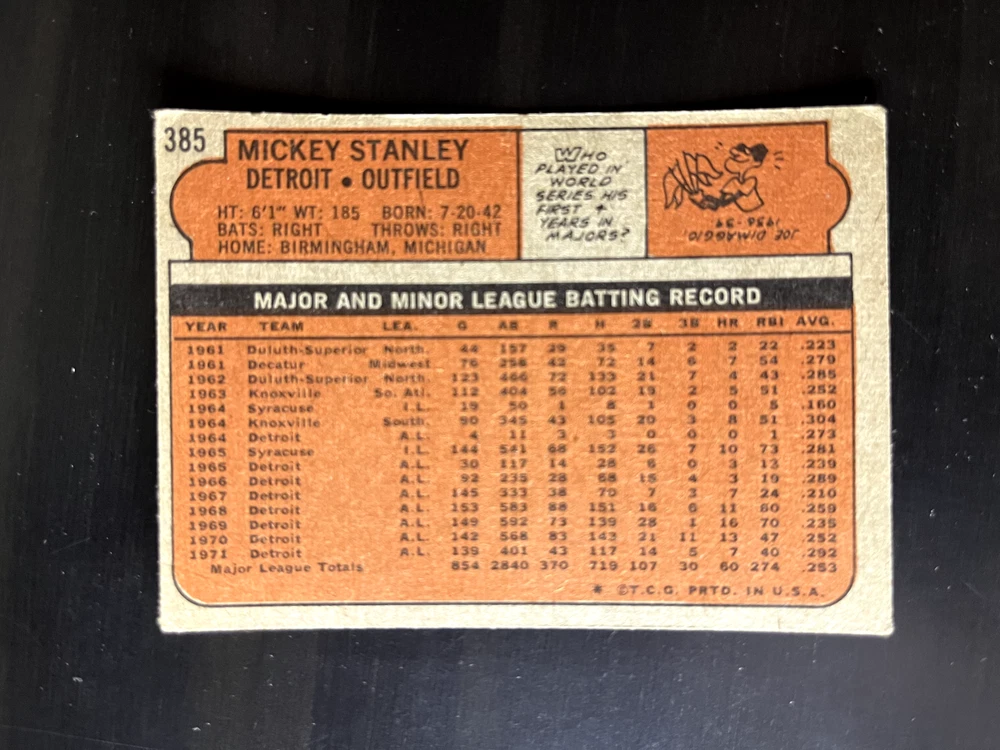 385
MICKEY STANLEY
DETROIT • OUTFIELD
HT: 6'1" WT: 185 BORN: 7-20-42
BATS: RIGHT THROWS: RIGHT
HOME: BIRMINGHAM, MICHIGAN
WHO
PLAYED IN
WORLD
SERIES HIS
FIRST 4
YEARS IN
MAJORS?
JOE DIMAGGIO,
1936-39
MAJOR AND MINOR LEAGUE BATTING RECORD
YEAR TEAM LEA. G AB R H 2B 3B HR RBI AVG.
1961 Duluth-Superior North. 44 157 29 35 7 2 2 22 .223
1961 Decatur Midwest 76 258 42 72 14 6 7 54 .279
1962 Duluth-Superior North. 123 466 72 133 21 7 4 43 .285
1963 Knoxville So. Atl. 112 404 56 102 19 2 5 51 .252
1964 Syracuse I.L. 19 50 1 8 1 0 0 5 .160
1964 Knoxville South. 90 345 43 105 20 3 8 51 .304
1964 Detroit A.L. 4 11 3 3 0 0 0 1 .273
1965 Syracuse I.L. 144 541 68 152 26 7 10 73 .281
1965 Detroit A.L. 30 117 14 28 6 0 3 13 .239
1966 Detroit A.L. 92 235 28 68 15 4 3 19 .289
1967 Detroit A.L. 145 333 38 70 7 3 7 24 .210
1968 Detroit A.L. 153 583 88 151 16 6 11 60 .259
1969 Detroit A.L. 149 592 73 139 28 1 16 70 .235
1970 Detroit A.L. 142 568 83 143 21 11 13 47 .252
1971 Detroit A.L. 139 401 43 117 14 5 7 40 .292
Major League Totals 854 2840 370 719 107 30 60 274 .253
* ©T.C.G. PRTD. IN U.S.A.